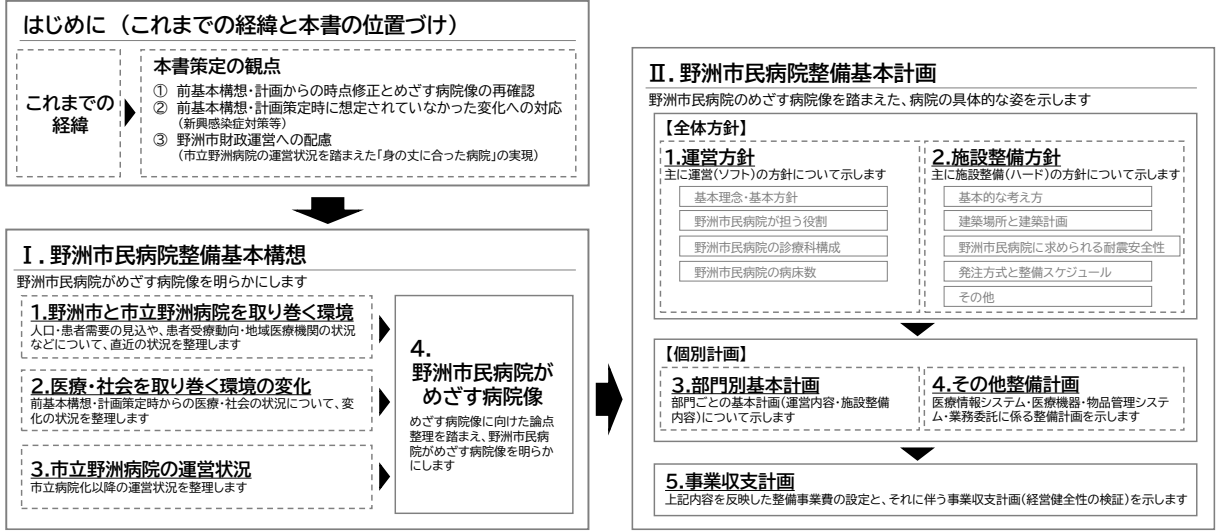 はじめに（これまでの経緯と本書の位置づけ）
これまでの
経緯
本書策定の観点
① 前基本構想・計画からの時点修正とめざす病院像の再確認
② 前基本構想・計画策定時に想定されていなかった変化への対応
（新興感染症対策等）
③ 野洲市財政運営への配慮
（市立野洲病院の運営状況を踏まえた「身の丈に合った病院」の実現）
Ⅰ．野洲市民病院整備基本構想
野洲市民病院がめざす病院像を明らかにします
1.野洲市と市立野洲病院を取り巻く環境
人口・患者需要の見込や、患者受療動向・地域医療機関の状況
などについて、直近の状況を整理します
2.医療・社会を取り巻く環境の変化
前基本構想・計画策定時からの医療・社会の状況について、変
化の状況を整理します
3.市立野洲病院の運営状況
市立病院化以降の運営状況を整理します
4.
野洲市民病院が
めざす病院像
めざす病院像に向けた論点
整理を踏まえ、野洲市民病
院がめざす病院像を明らか
にします
Ⅱ．野洲市民病院整備基本計画
野洲市民病院のめざす病院像を踏まえた、病院の具体的な姿を示します
【全体方針】
1.運営方針
主に運営（ソフト）の方針について示します
基本理念・基本方針
野洲市民病院が担う役割
野洲市民病院の診療科構成
野洲市民病院の病床数
2.施設整備方針
主に施設整備（ハード）の方針について示します
基本的な考え方
建築場所と建築計画
野洲市民病院に求められる耐震安全性
発注方式と整備スケジュール
その他
【個別計画】
3.部門別基本計画
部門ごとの基本計画（運営内容・施設整備
内容）について示します
4.その他整備計画
医療情報システム・医療機器・物品管理システ
ム・業務委託に係る整備計画を示します
5.事業収支計画
上記内容を反映した整備事業費の設定と、それに伴う事業収支計画（経営健全性の検証）を示します